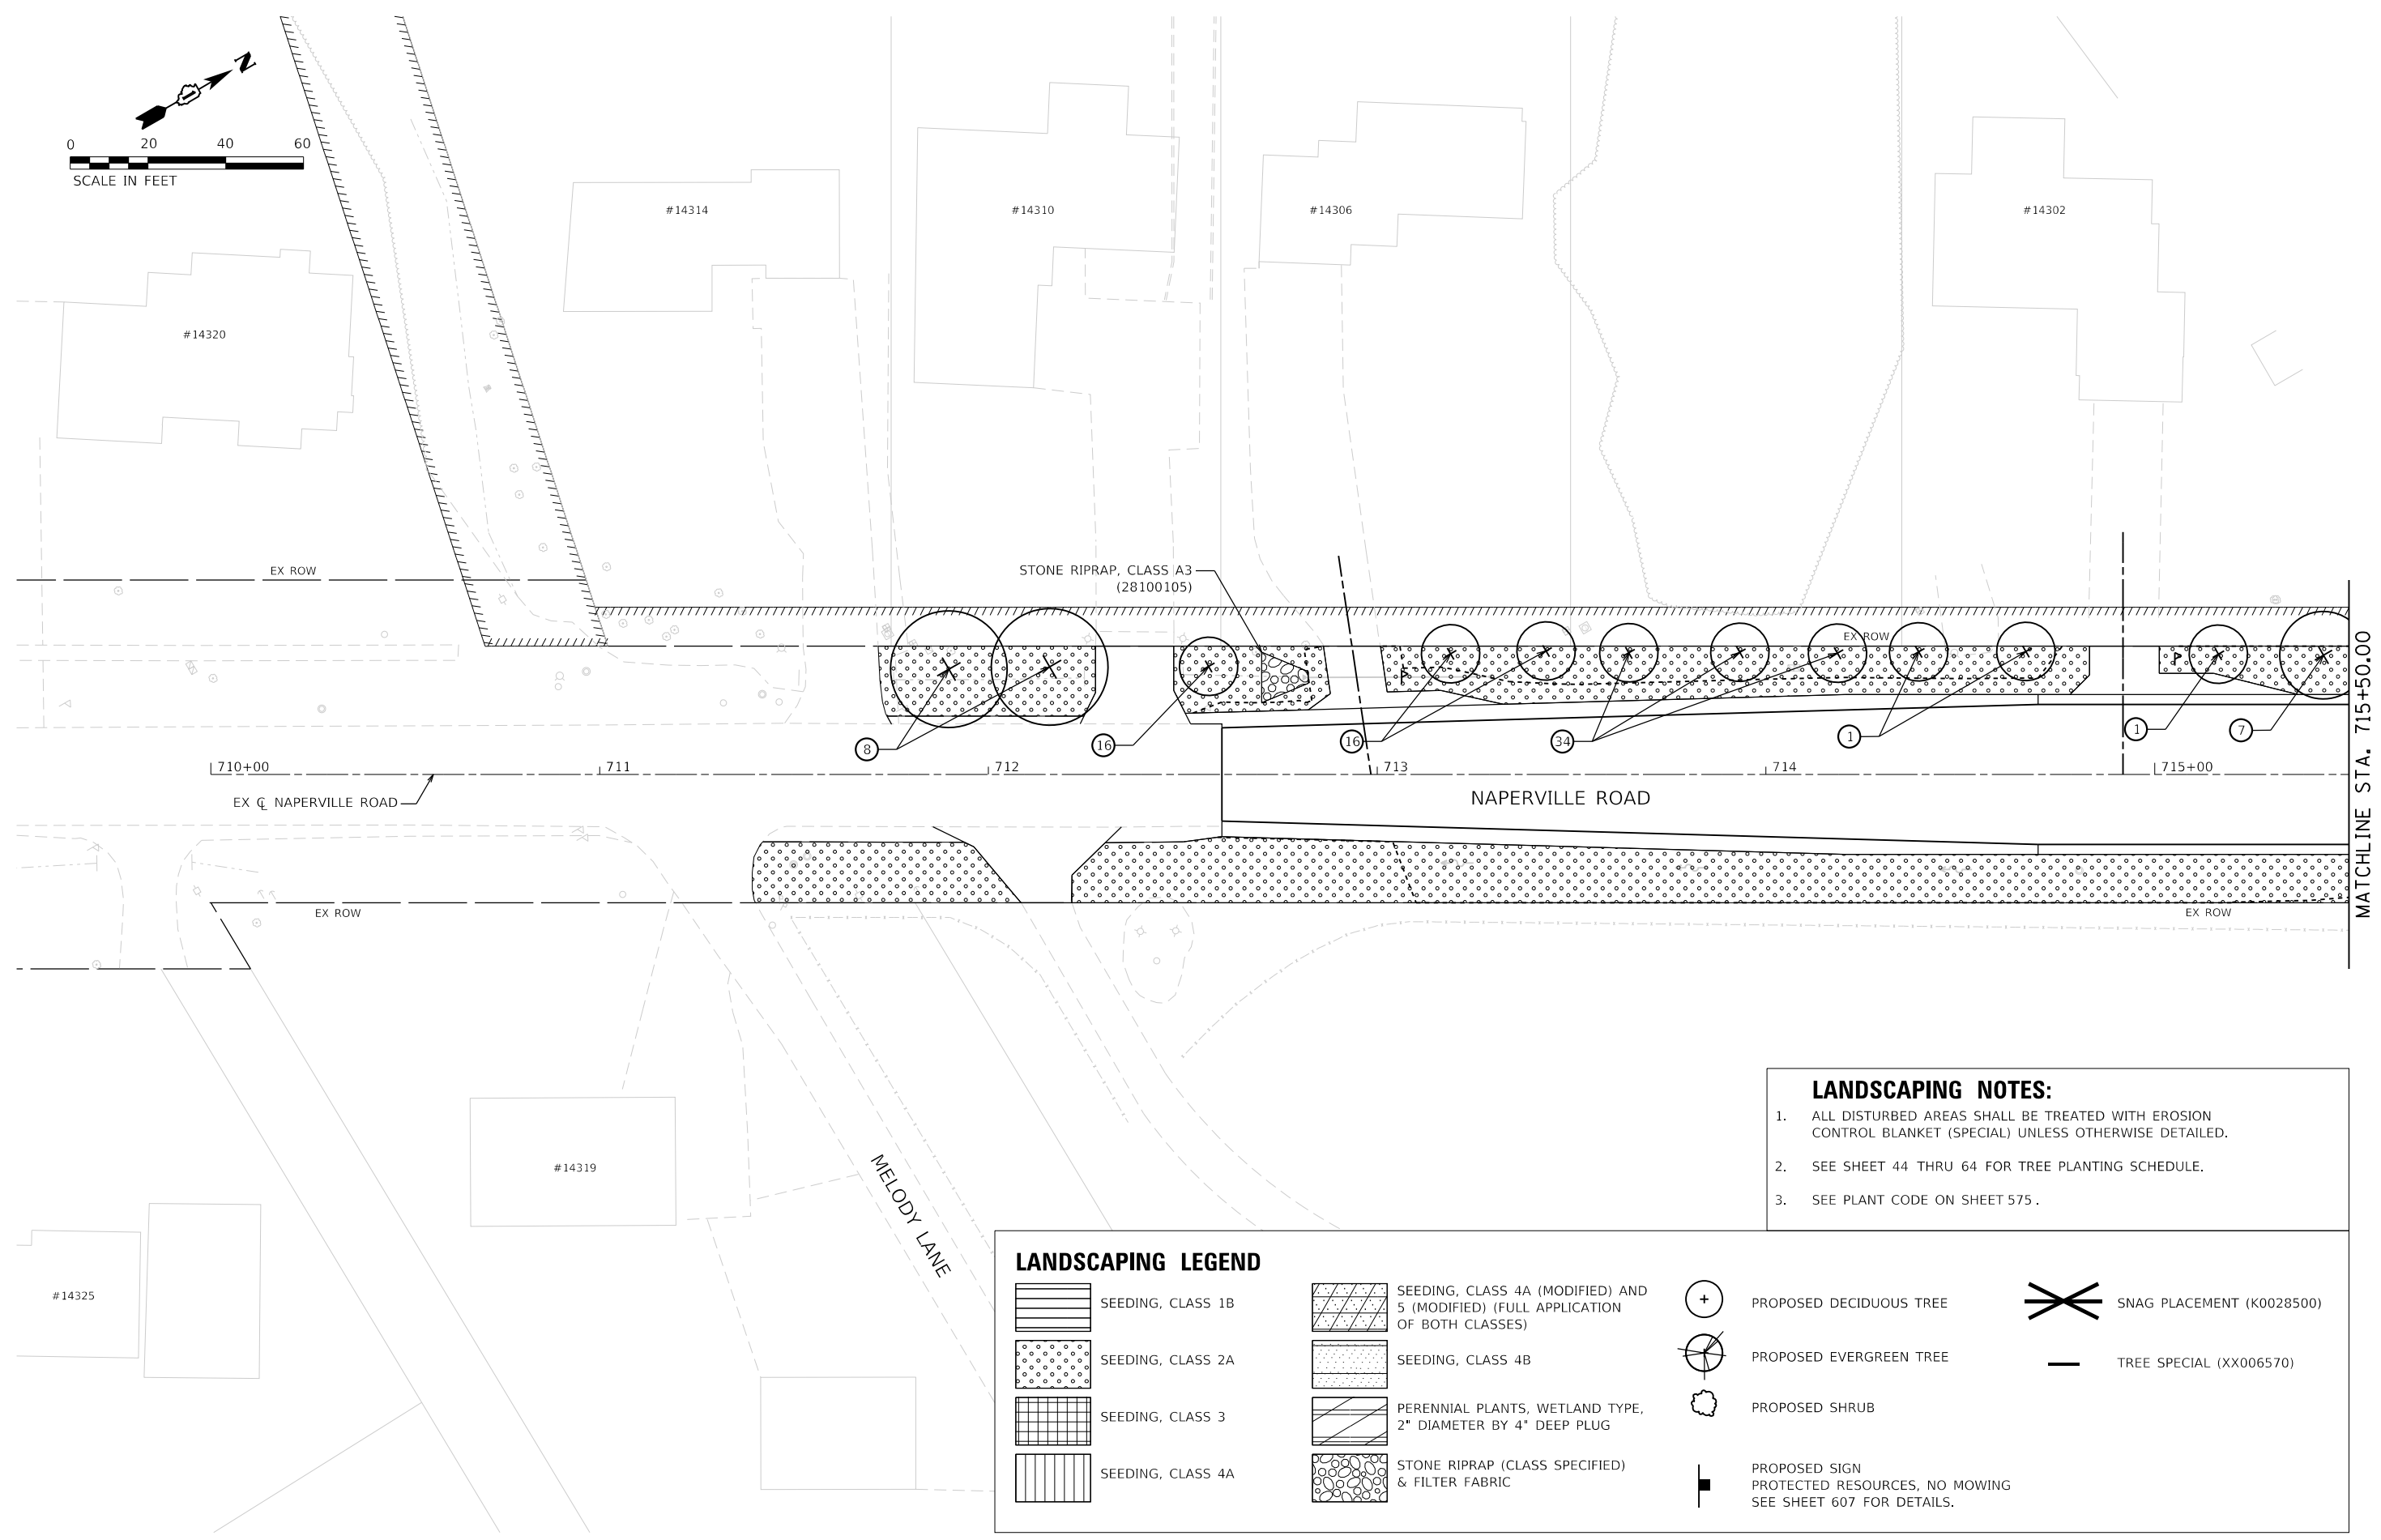 N
0 20 40 60
SCALE IN FEET
#14320
#14314
#14310
#14306
#14302
EX ROW
STONE RIPRAP, CLASS A3
(28100105)
EX ROW
8
16
16
34
1
1
7
710+00
711
712
713
714
715+00
EX ℄ NAPERVILLE ROAD
NAPERVILLE ROAD
MATCHLINE STA. 715+50.00
EX ROW
EX ROW
#14319
#14325
MELODY LANE
LANDSCAPING NOTES:
1. ALL DISTURBED AREAS SHALL BE TREATED WITH EROSION
CONTROL BLANKET (SPECIAL) UNLESS OTHERWISE DETAILED.
2. SEE SHEET 44 THRU 64 FOR TREE PLANTING SCHEDULE.
3. SEE PLANT CODE ON SHEET 575.
LANDSCAPING LEGEND
SEEDING, CLASS 1B
SEEDING, CLASS 2A
SEEDING, CLASS 3
SEEDING, CLASS 4A
SEEDING, CLASS 4A (MODIFIED) AND
5 (MODIFIED) (FULL APPLICATION
OF BOTH CLASSES)
SEEDING, CLASS 4B
PERENNIAL PLANTS, WETLAND TYPE,
2" DIAMETER BY 4" DEEP PLUG
STONE RIPRAP (CLASS SPECIFIED)
& FILTER FABRIC
PROPOSED DECIDUOUS TREE
PROPOSED EVERGREEN TREE
PROPOSED SHRUB
PROPOSED SIGN
PROTECTED RESOURCES, NO MOWING
SEE SHEET 607 FOR DETAILS.
SNAG PLACEMENT (K0028500)
TREE SPECIAL (XX006570)